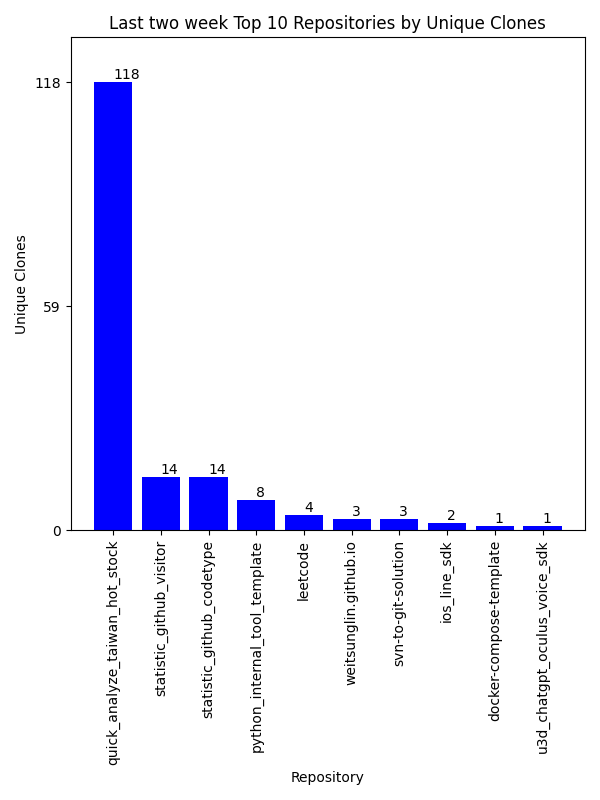 Last two week Top 10 Repositories by Unique Clones
Unique Clones
118
59
0
118
14
14
8
4
3
3
2
1
1
quick_analyze_taiwan_hot_stock
statistic_github_visitor
statistic_github_codetype
python_internal_tool_template
leetcode
weitsunglin.github.io
svn-to-git-solution
ios_line_sdk
docker-compose-template
u3d_chatgpt_oculus_voice_sdk
Repository